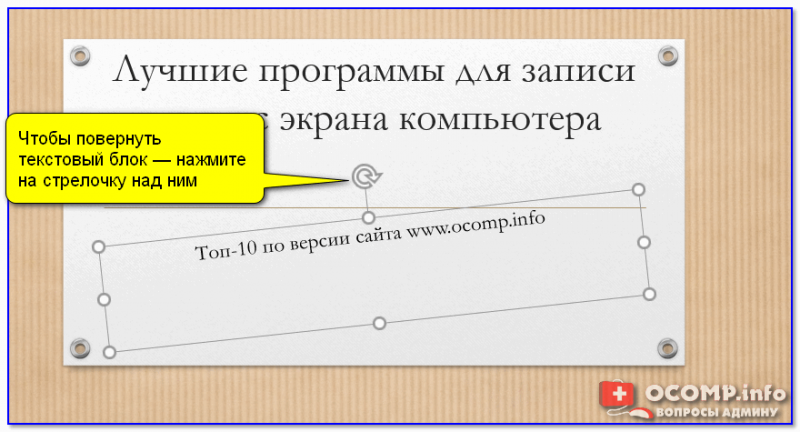 Лучшие программы для записи
с экрана компьютера
Чтобы повернуть
текстовый блок — нажмите
на стрелочку над ним
Топ-10 по версии сайта www.ocomp.info
OCOMP.info
ВОПРОСЫ АДМИНУ